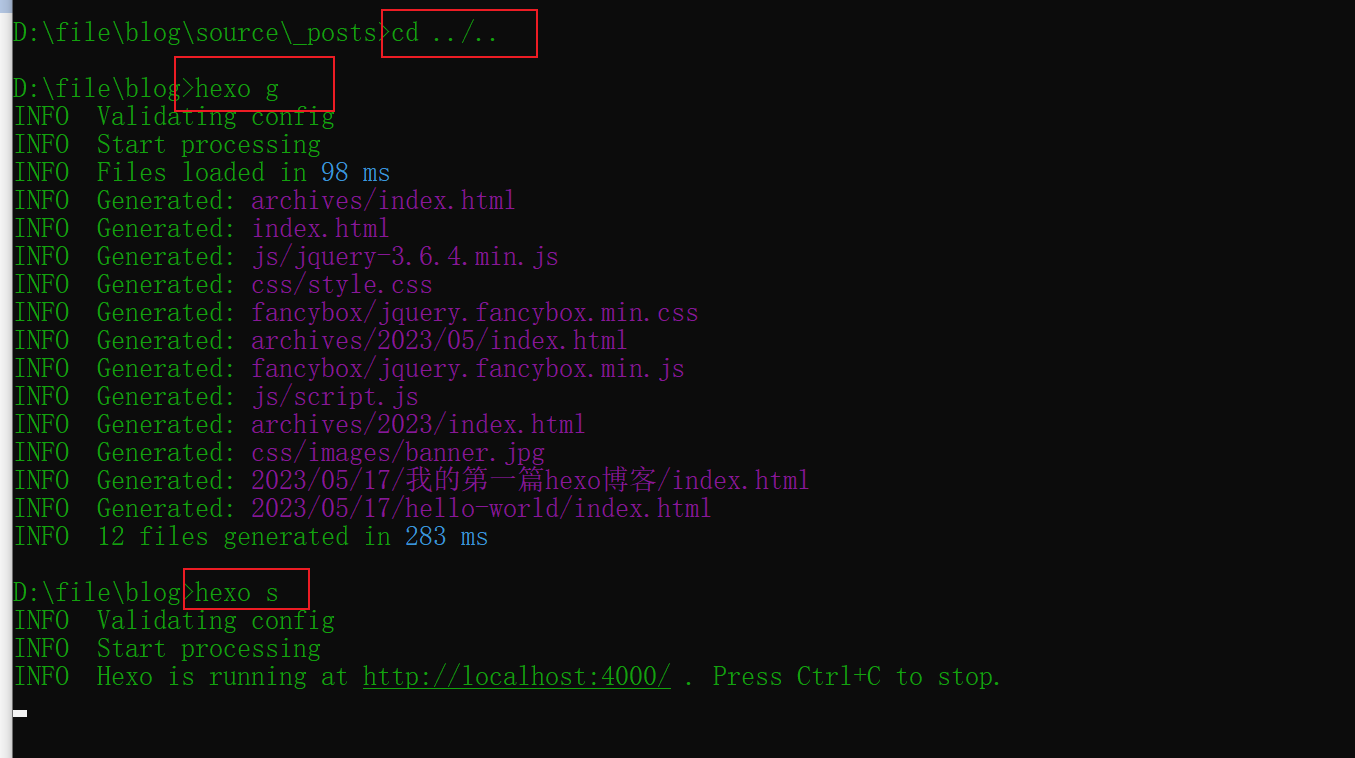 D:\file\blog\source\_posts>cd ../..
D:\file\blog>hexo g
INFO  Validating config
INFO  Start processing
INFO  Files loaded in 98 ms
INFO  Generated: archives/index.html
INFO  Generated: index.html
INFO  Generated: js/jquery-3.6.4.min.js
INFO  Generated: css/style.css
INFO  Generated: fancybox/jquery.fancybox.min.css
INFO  Generated: archives/2023/05/index.html
INFO  Generated: fancybox/jquery.fancybox.min.js
INFO  Generated: js/script.js
INFO  Generated: archives/2023/index.html
INFO  Generated: css/images/banner.jpg
INFO  Generated: 2023/05/17/我的第一篇hexo博客/index.html
INFO  Generated: 2023/05/17/hello-world/index.html
INFO  12 files generated in 283 ms
D:\file\blog>hexo s
INFO  Validating config
INFO  Start processing
INFO  Hexo is running at http://localhost:4000/ . Press Ctrl+C to stop.